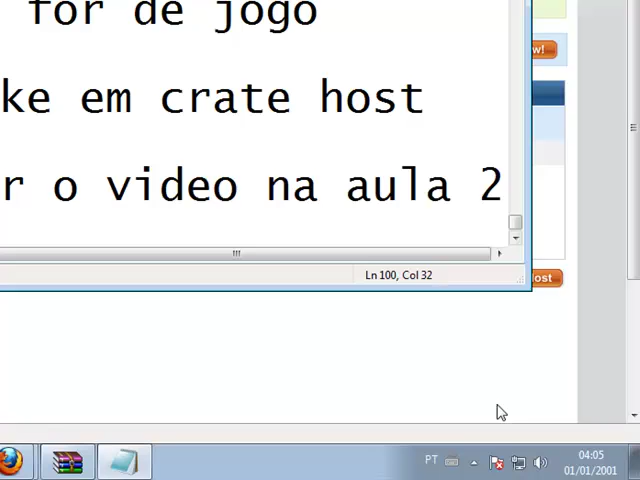 for de jogo
w!
ke em crate host
r o video na aula 2
Ln 100, Col 32
ost
PT
04:05
01/01/2001